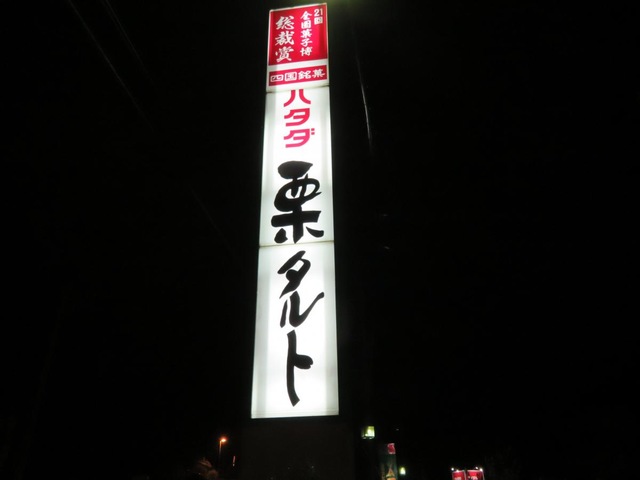 21回
全国菓子博
総裁賞
四国銘菓
ハタダ
栗タルト